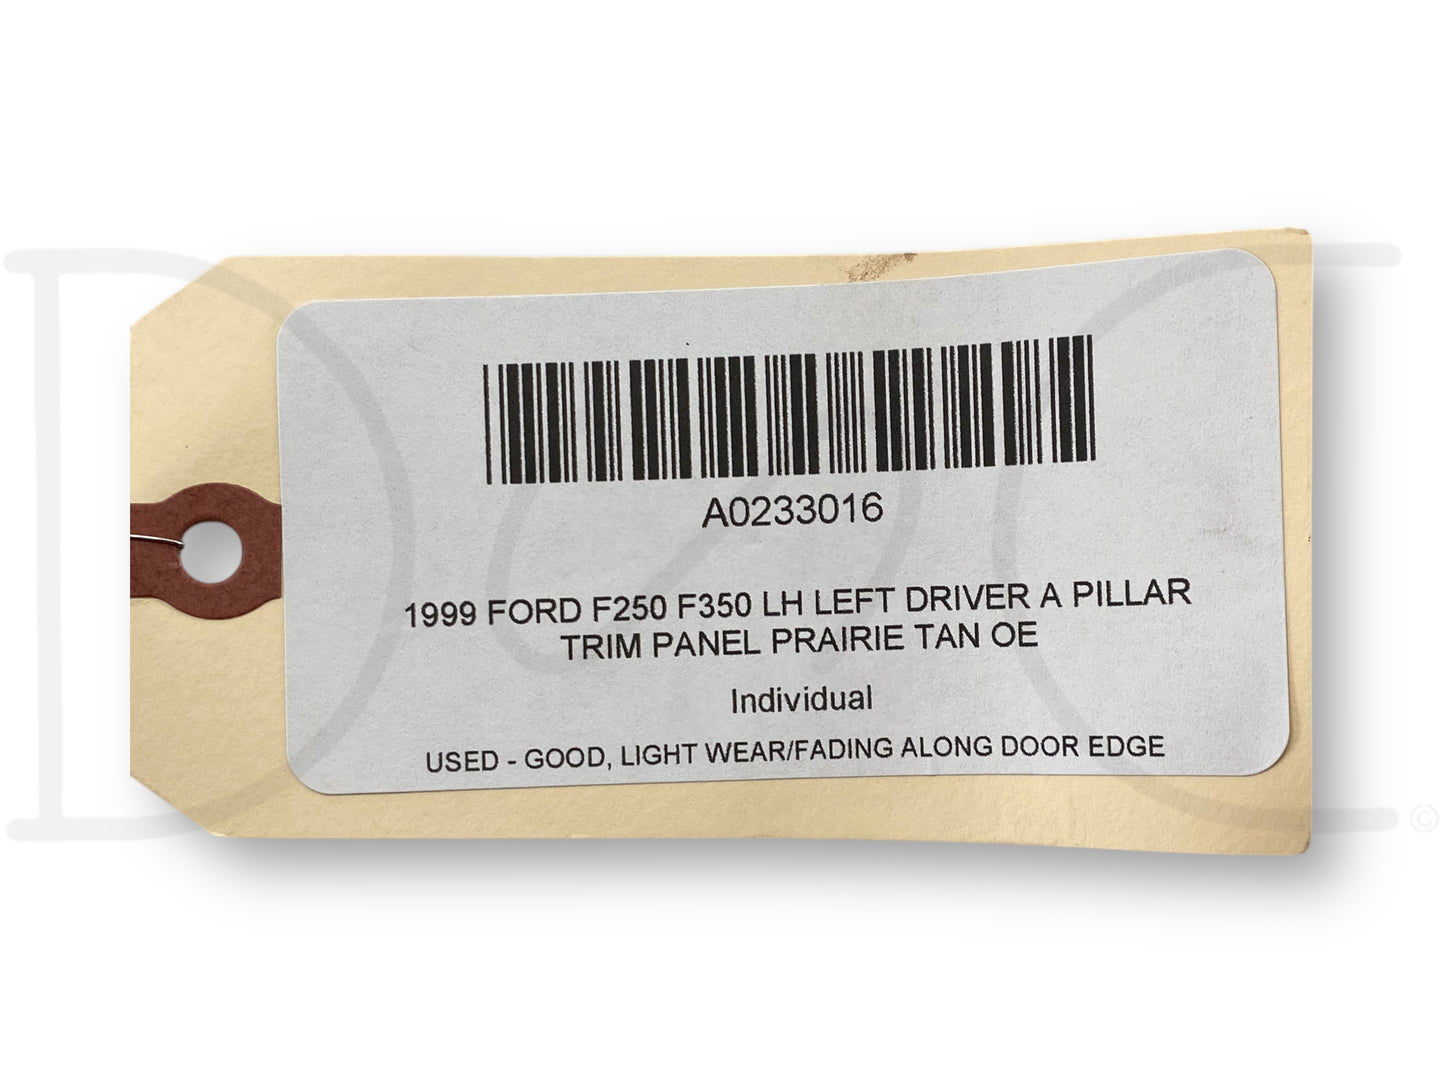 A0233016
1999 FORD F250 F350 LH LEFT DRIVER A PILLAR
TRIM PANEL PRAIRIE TAN OE
Individual
USED - GOOD, LIGHT WEAR/FADING ALONG DOOR EDGE
©